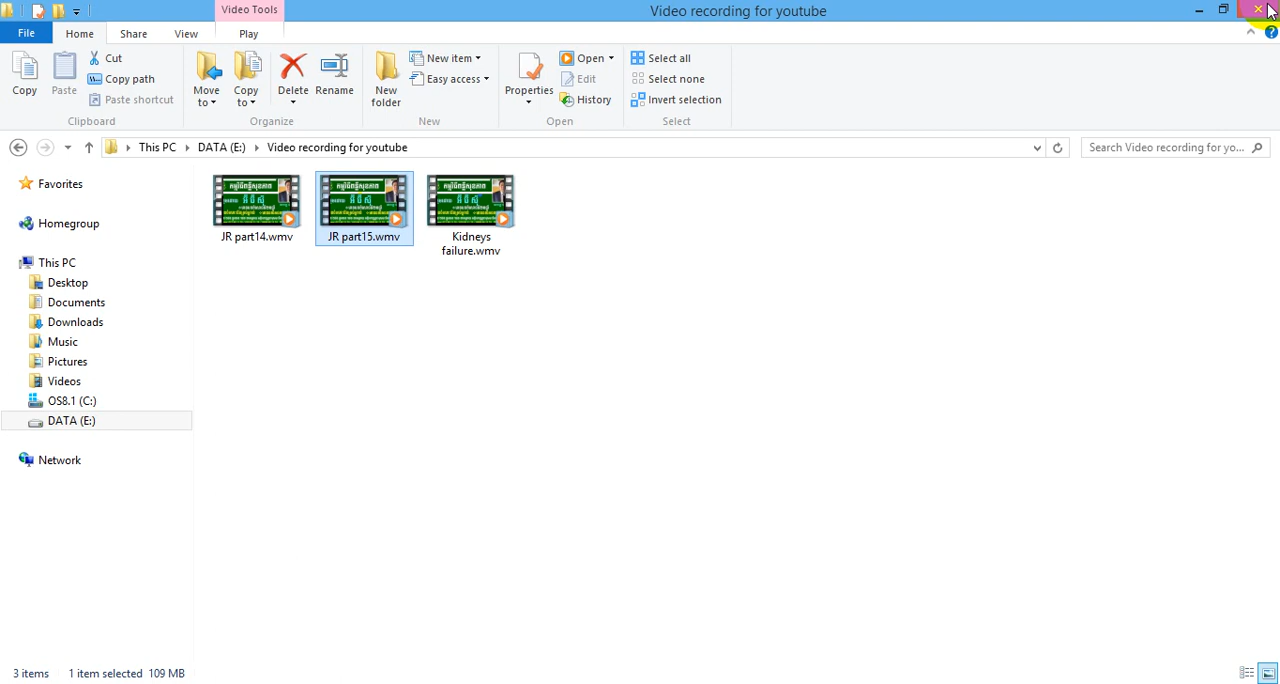 Video Tools
Video recording for youtube
File
Home
Share
View
Play
Copy
Paste
Cut
Copy path
Paste shortcut
Clipboard
Move to
Copy to
Delete
Rename
Organize
New folder
New item
Easy access
New
Properties
Open
Edit
History
Open
Select all
Select none
Invert selection
Select
This PC
DATA (E:)
Video recording for youtube
Search Video recording for yo...
Favorites
Homegroup
This PC
Desktop
Documents
Downloads
Music
Pictures
Videos
OS8.1 (C:)
DATA (E:)
Network
JR part14.wmv
JR part15.wmv
Kidneys
failure.wmv
3 items
1 item selected 109 MB